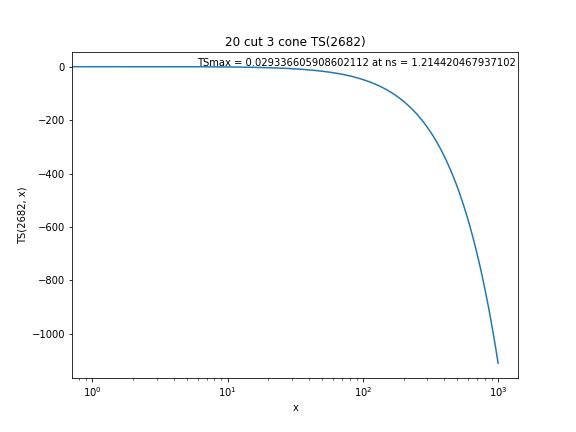 20 cut 3 cone TS(2682)
TSmax = 0.029336605908602112 at ns = 1.214420467937102
0
−200
−400
−600
−800
−1000
TS(2682, x)
10⁰
10¹
10²
10³
x